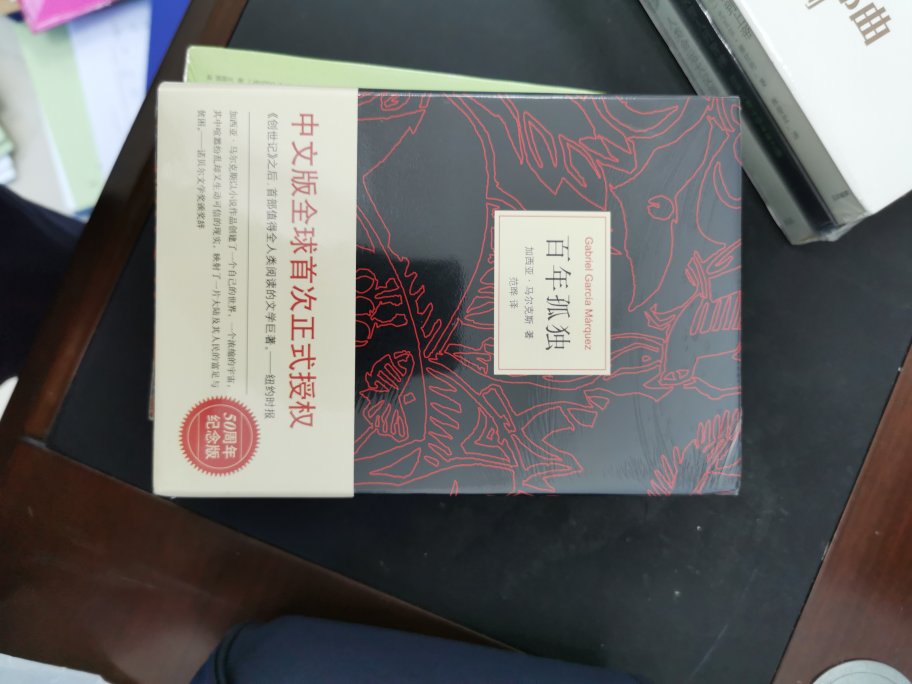 Gabriel García Márquez
百年孤独
加西亚·马尔克斯 著
范晔 译
中文版全球首次正式授权
《创世记》之后,首部值得全人类阅读的文学巨著。——纽约时报
加西亚·马尔克斯以小说作品创建了一个自己的世界,一个浓缩的宇宙,
其中喧嚣纷乱却又生动可信的现实,映射了一片大陆及其人民的富足与
贫困。——诺贝尔文学奖颁奖辞
50周年
纪念版
曲